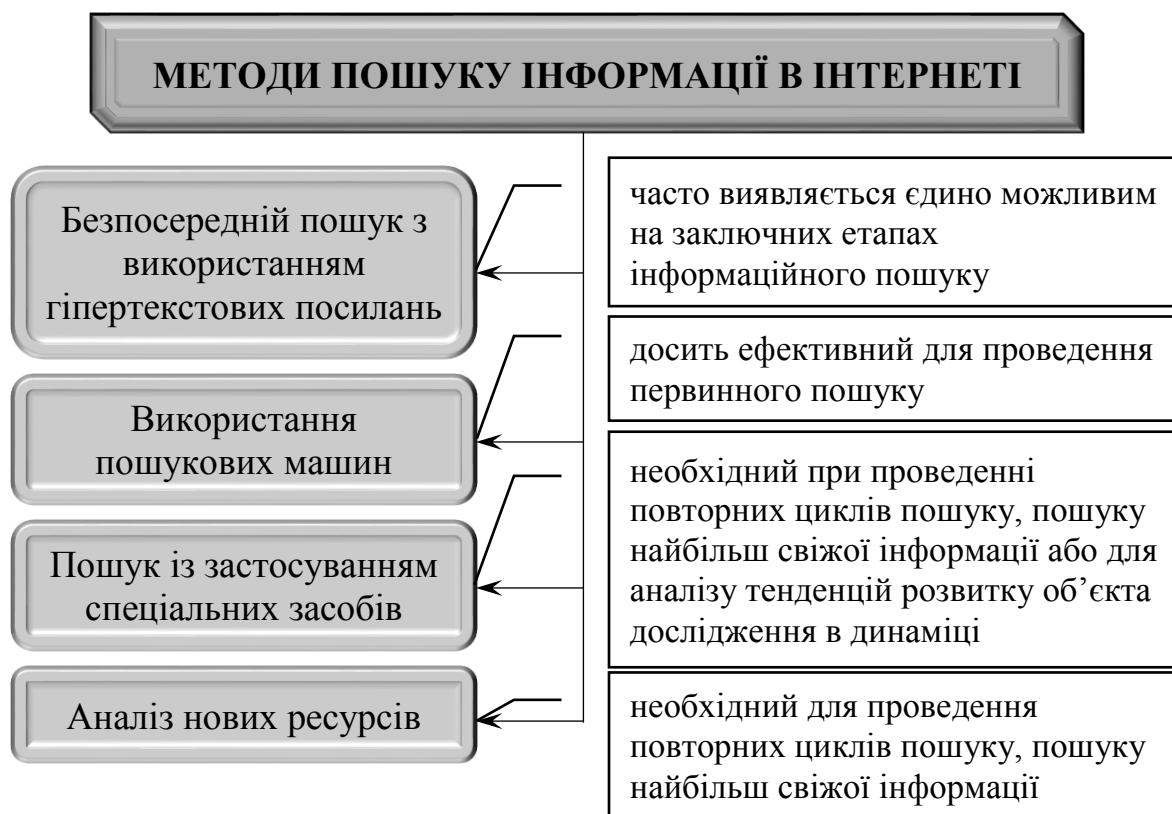 МЕТОДИ ПОШУКУ ІНФОРМАЦІЇ В ІНТЕРНЕТІ
Безпосередній пошук з
використанням
гіпертекстових посилань
часто виявляється єдино можливим
на заключних етапах
інформаційного пошуку
Використання
пошукових машин
досить ефективний для проведення
первинного пошуку
Пошук із застосуванням
спеціальних засобів
необхідний при проведенні
повторних циклів пошуку, пошуку
найбільш свіжої інформації або для
аналізу тенденцій розвитку об’єкта
дослідження в динаміці
Аналіз нових ресурсів
необхідний для проведення
повторних циклів пошуку, пошуку
найбільш свіжої інформації